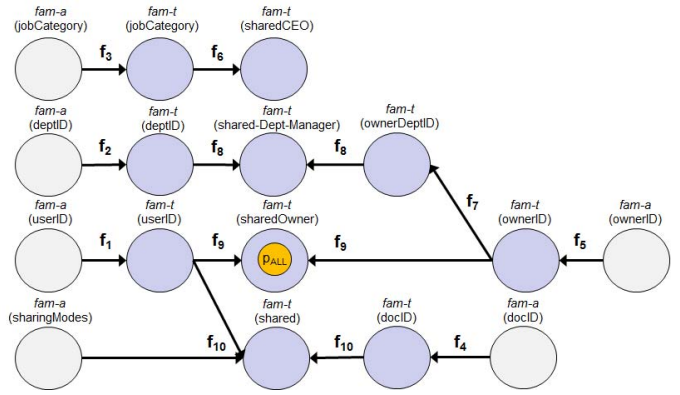 fam-a
(jobCategory)
fam-t
(jobCategory)
fam-t
(sharedCEO)
f3
f6
fam-a
(deptID)
fam-t
(deptID)
fam-t
(shared-Dept-Manager)
fam-t
(ownerDeptID)
f2
f8
f8
fam-a
(userID)
fam-t
(userID)
fam-t
(sharedOwner)
f7
fam-t
(ownerID)
fam-a
(ownerID)
f1
f9
pALL
f9
f5
fam-a
(sharingModes)
fam-t
(shared)
fam-t
(docID)
fam-a
(docID)
f10
f10
f4